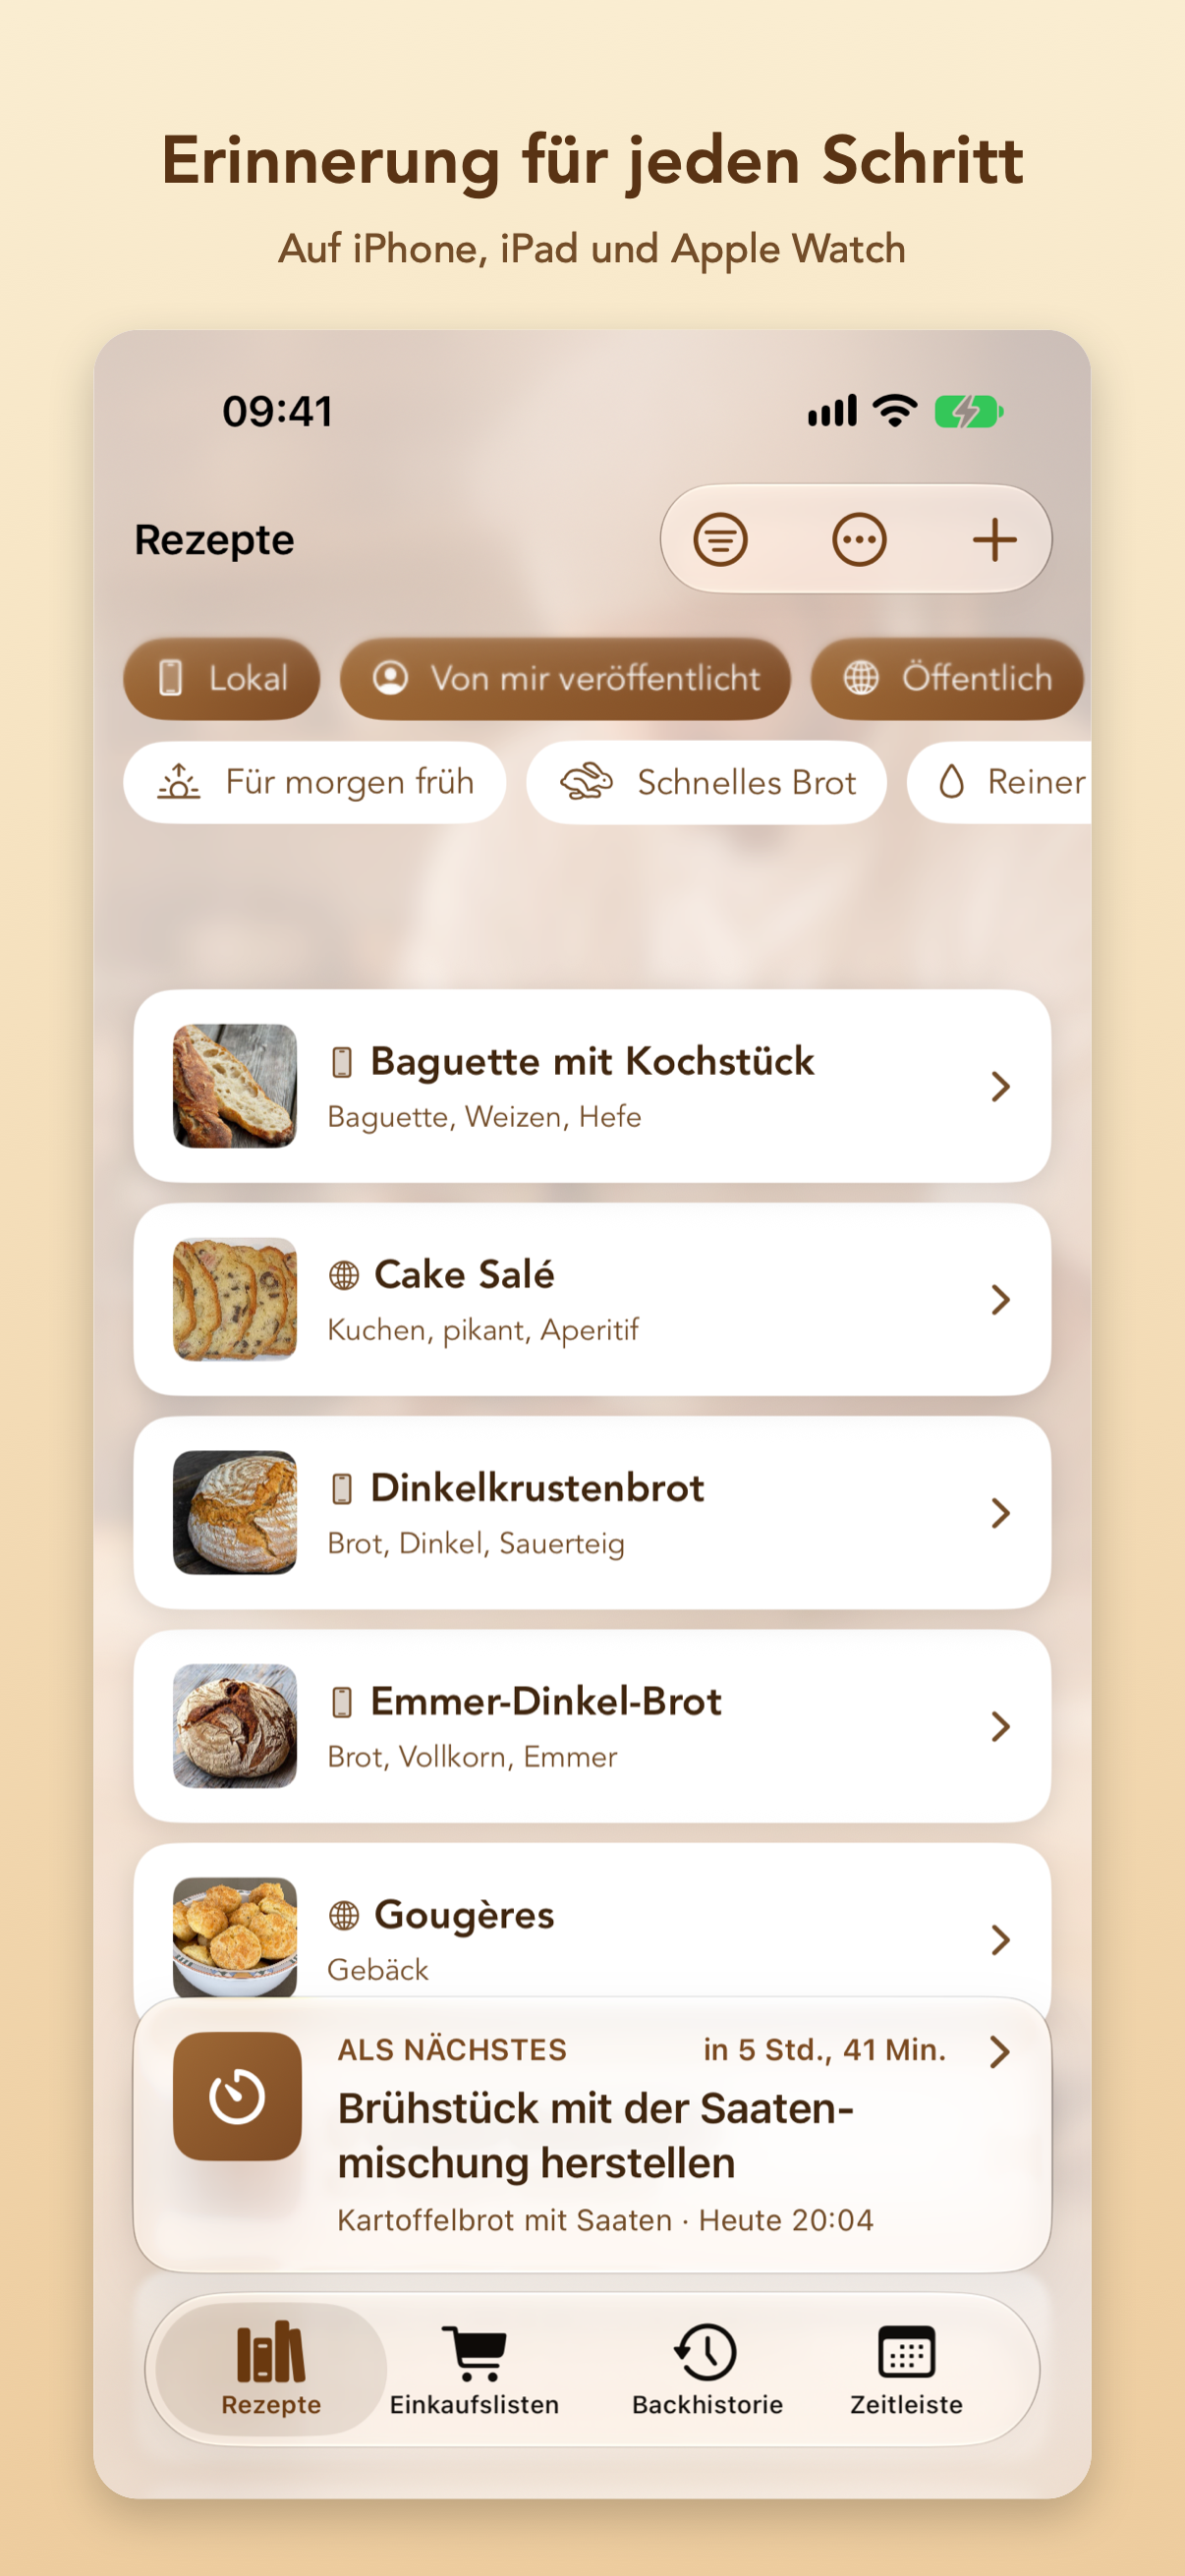 Erinnerung für jeden Schritt
Auf iPhone, iPad und Apple Watch
09:41
Rezepte
Lokal
Von mir veröffentlicht
Öffentlich
Für morgen früh
Schnelles Brot
Reiner
Baguette mit Kochstück
Baguette, Weizen, Hefe
Cake Salé
Kuchen, pikant, Aperitif
Dinkelkrustenbrot
Brot, Dinkel, Sauerteig
Emmer-Dinkel-Brot
Brot, Vollkorn, Emmer
Gougères
Gebäck
ALS NÄCHSTES
in 5 Std., 41 Min.
Brühstück mit der Saaten-
mischung herstellen
Kartoffelbrot mit Saaten · Heute 20:04
Rezepte
Einkaufslisten
Backhistorie
Zeitleiste